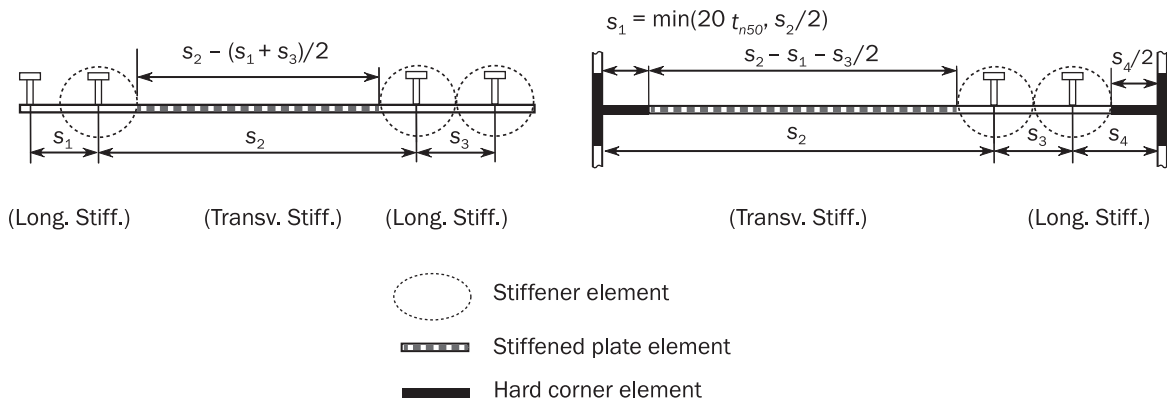 s₂ – (s₁ + s₃)/2
s₁
s₂
s₃
(Long. Stiff.) (Transv. Stiff.) (Long. Stiff.)
s₁ = min(20 tₙ₅₀, s₂/2)
s₂ – s₁ – s₃/2
s₄/2
s₂
s₃
s₄
(Transv. Stiff.) (Long. Stiff.)
Stiffener element
Stiffened plate element
Hard corner element